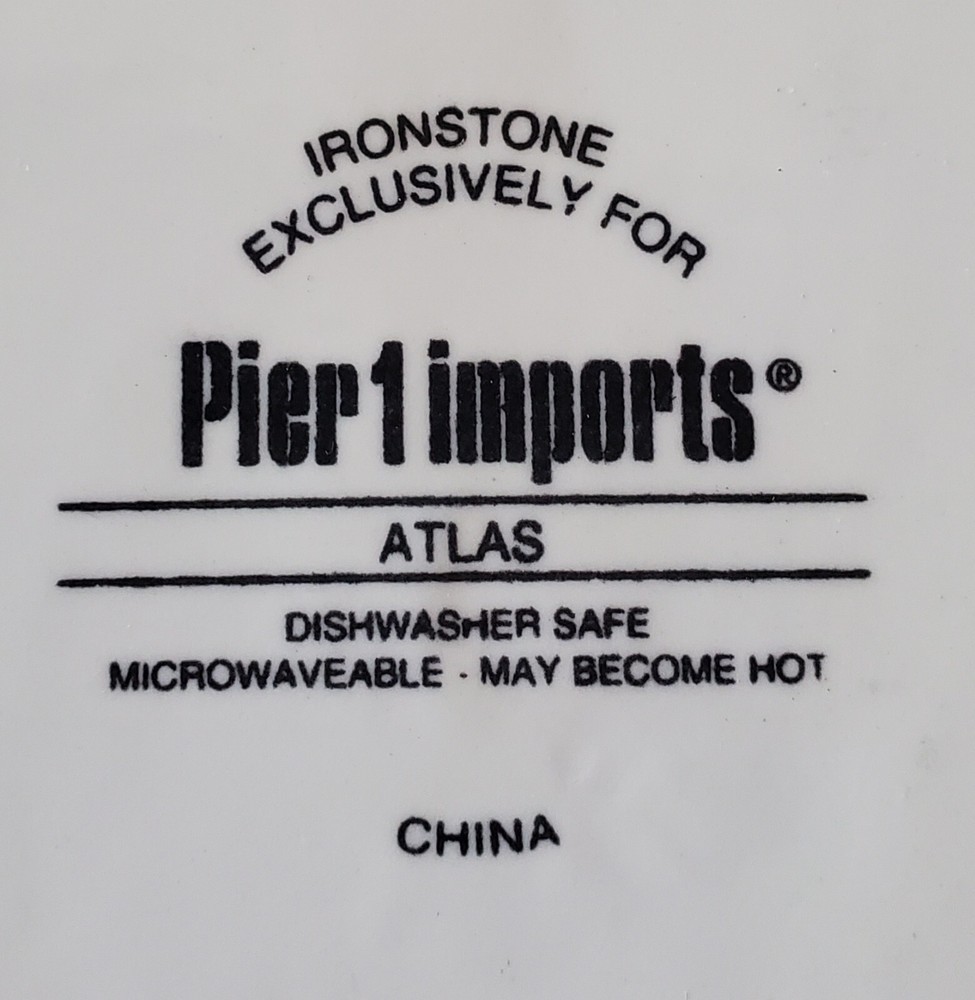 IRONSTONE
EXCLUSIVELY FOR
Pier 1 imports®
ATLAS
DISHWASHER SAFE
MICROWAVEABLE · MAY BECOME HOT
CHINA